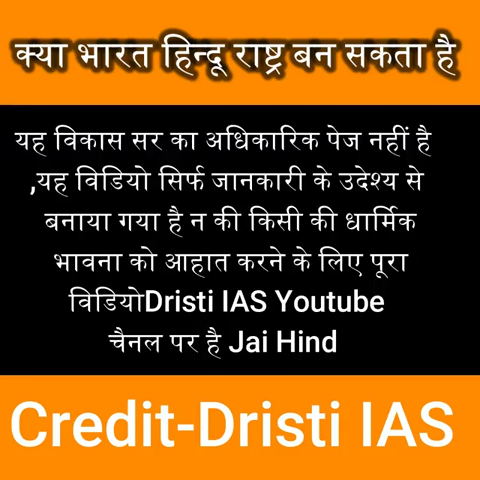 क्या भारत हिन्दू राष्ट्र बन सकता है
यह विकास सर का अधिकारिक पेज नहीं है
,यह विडियो सिर्फ जानकारी के उदेश्य से
बनाया गया है न की किसी की धार्मिक
भावना को आहात करने के लिए पूरा
विडियोDristi IAS Youtube
चैनल पर है Jai Hind
Credit-Dristi IAS